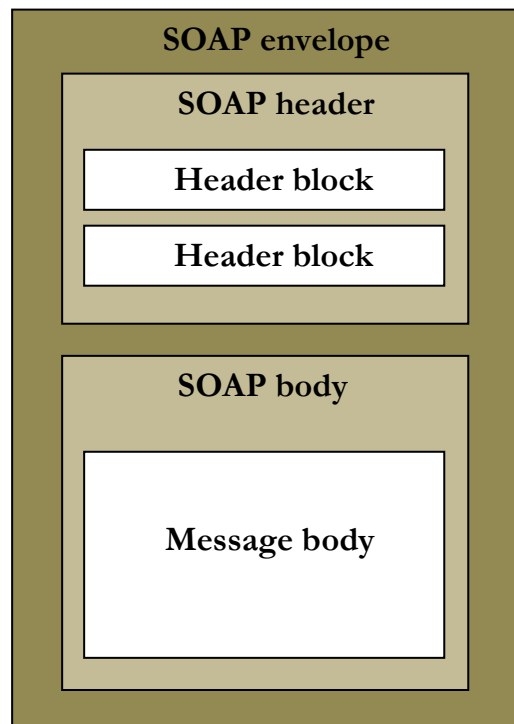 SOAP envelope
SOAP header
Header block
Header block
SOAP body
Message body